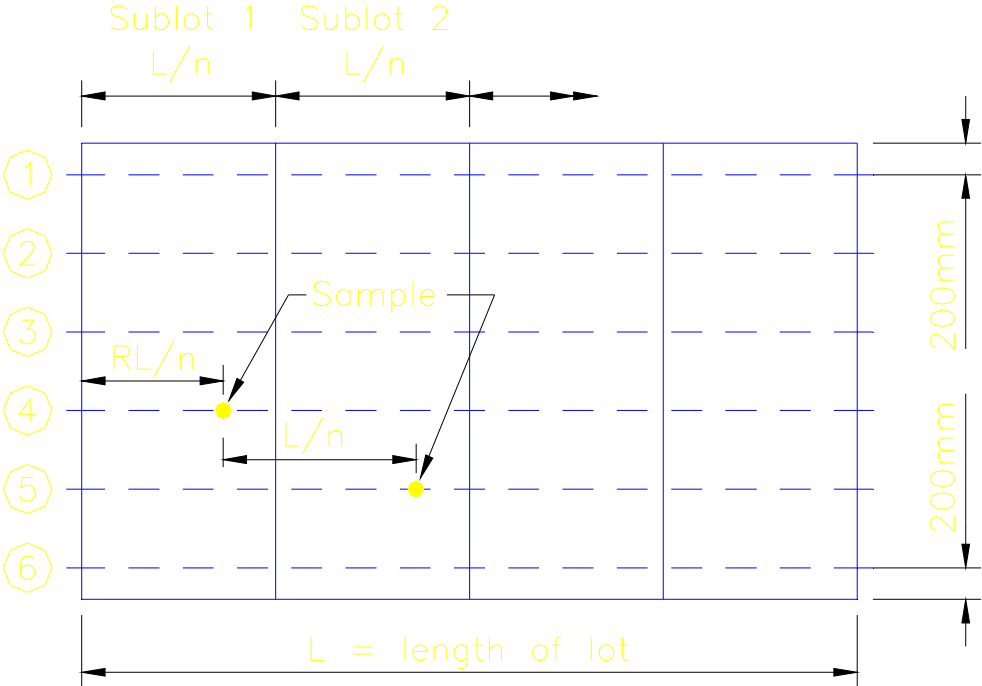 Sublot 1 Sublot 2
L/n L/n
1
2
200mm
Sample
3
RL/n
4
L/n
200mm
5
6
L = length of lot